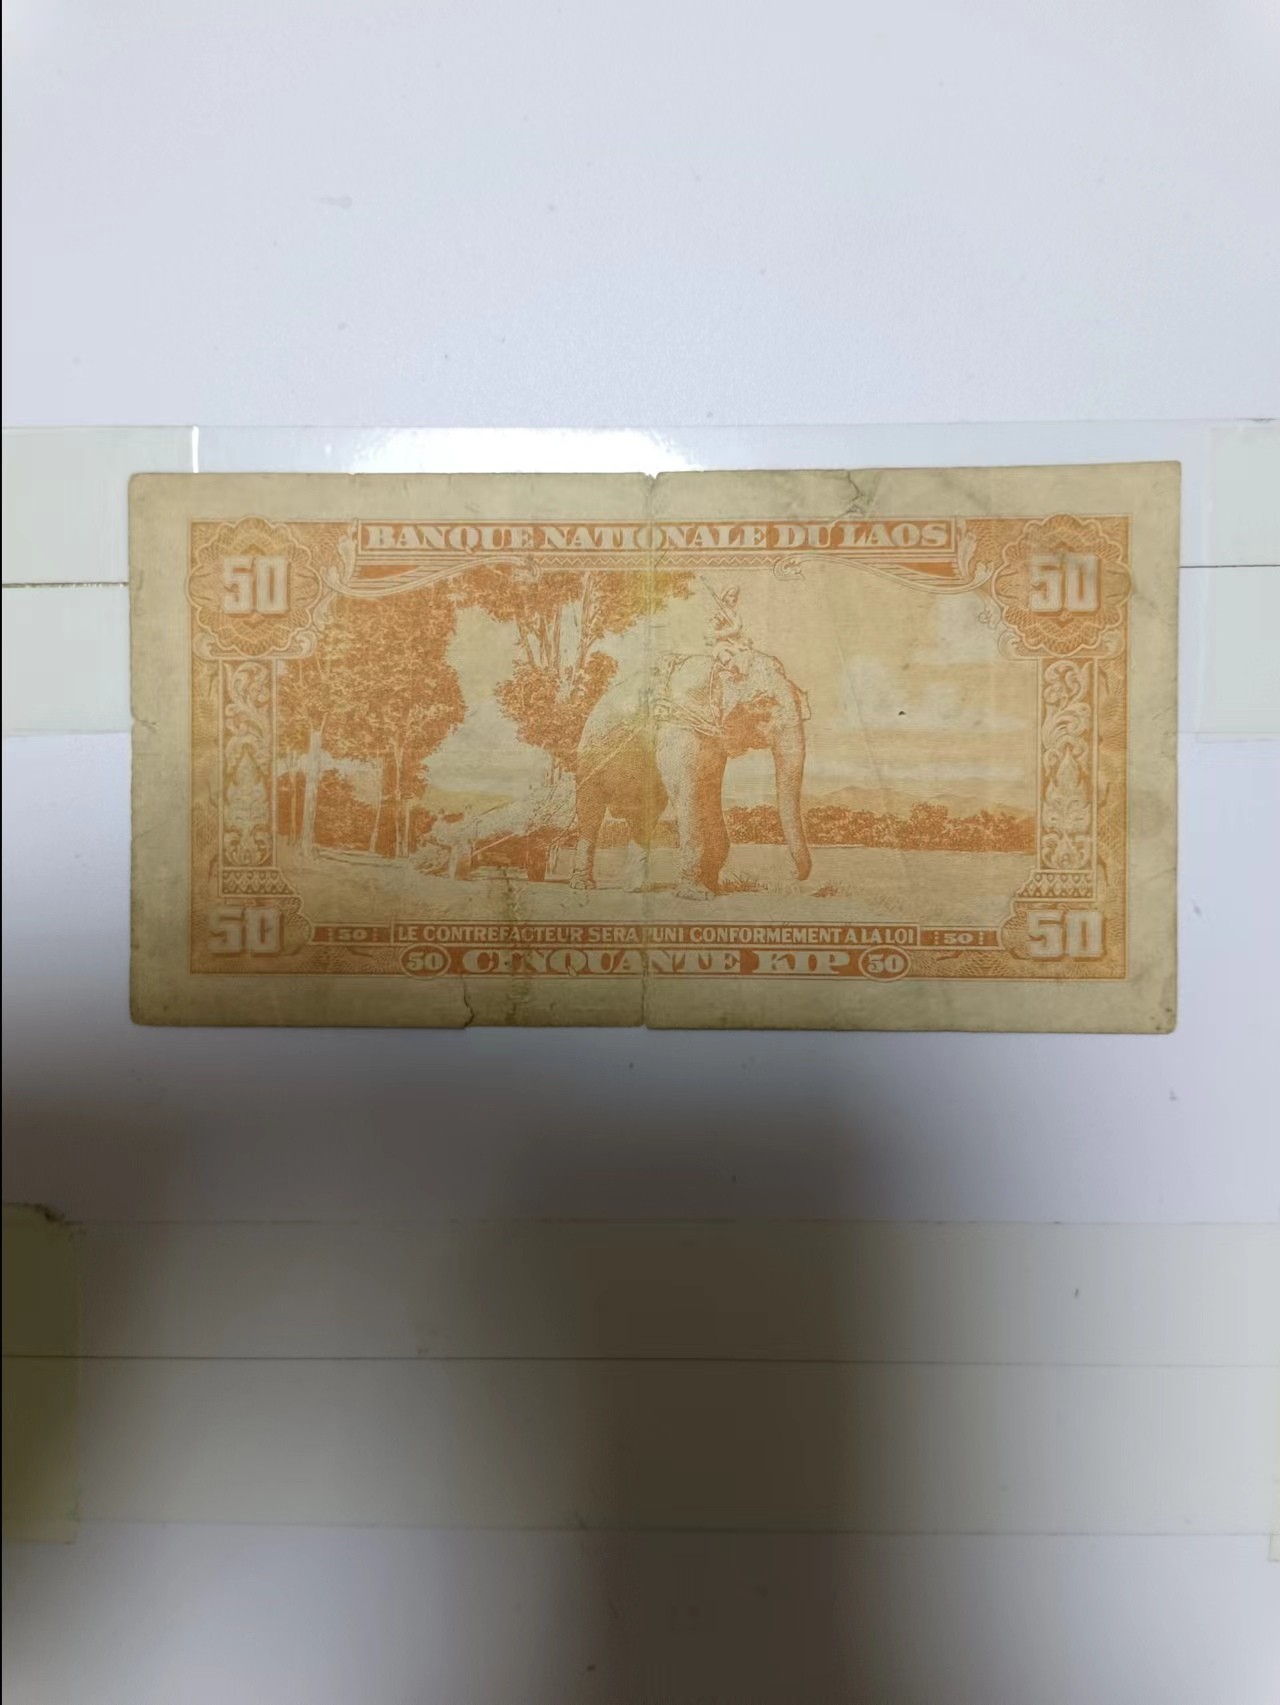 BANQUE NATIONALE DU LAOS
50 50
50 LE CONTREFACTEUR SERA PUNI CONFORMÉMENT A LA LOI 50
50 50 CINQUANTE KIP 50 50